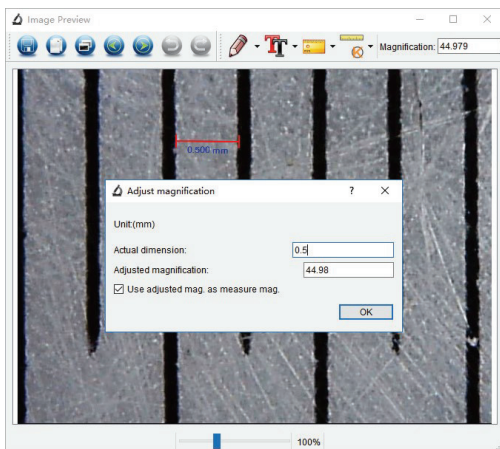 Image Preview
Magnification: 44.979
0.500 mm
Adjust magnification
?
Unit:(mm)
Actual dimension: 0.5
Adjusted magnification: 44.98
Use adjusted mag. as measure mag.
OK
100%